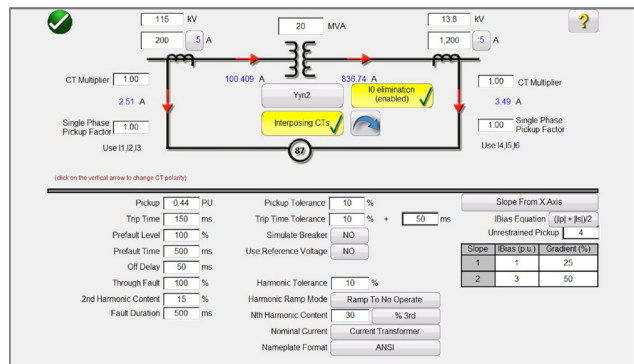 115 kV
20 MVA
13.8 kV
?
200 :5 A
1,200 :5 A
100.409 A
836.74 A
CT Multiplier 1.00
Yyn2
I0 elimination
(enabled)
1.00 CT Multiplier
2.51 A
3.49 A
Single Phase
Pickup Factor 1.00
Interposing CTs
1.00 Single Phase
Pickup Factor
Use I1,I2,I3
87
Use I4,I5,I6
(click on the vertical arrow to change CT polarity)
Pickup 0.44 PU
Pickup Tolerance 10 %
Slope From X Axis
Trip Time 150 ms
Trip Time Tolerance 10 % + 50 ms
IBias Equation (|Ip| + |Is|)/2
Prefault Level 100 %
Simulate Breaker NO
Unrestrained Pickup 4
Prefault Time 500 ms
Use Reference Voltage NO
Slope IBias (p.u.) Gradient (%)
Off Delay 50 ms
1 1 25
Through Fault 100 %
Harmonic Tolerance 10 %
2 3 50
2nd Harmonic Content 15 %
Harmonic Ramp Mode Ramp To No Operate
Fault Duration 500 ms
Nth Harmonic Content 30 % 3rd
Nominal Current Current Transformer
Nameplate Format ANSI